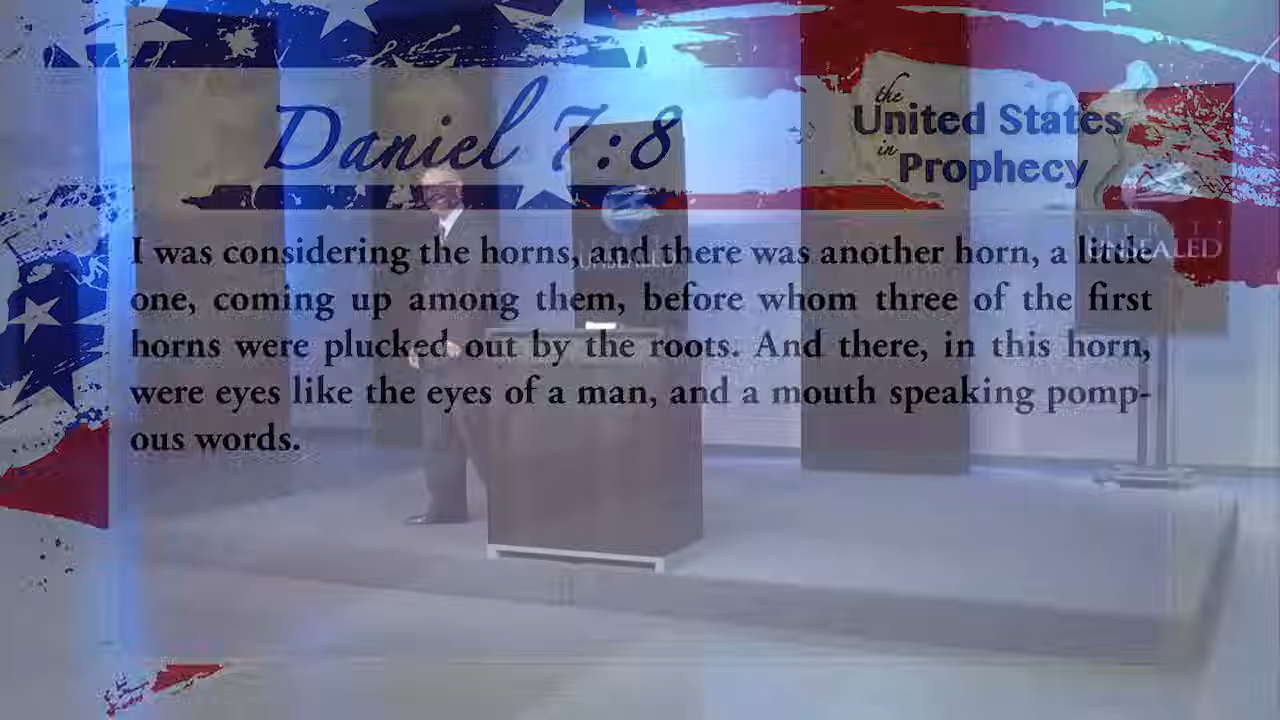 Daniel 7:8
the
United States
in
Prophecy
I was considering the horns, and there was another horn, a little
one, coming up among them, before whom three of the first
horns were plucked out by the roots. And there, in this horn,
were eyes like the eyes of a man, and a mouth speaking pomp-
ous words.
UNSEALED
UNSEALED